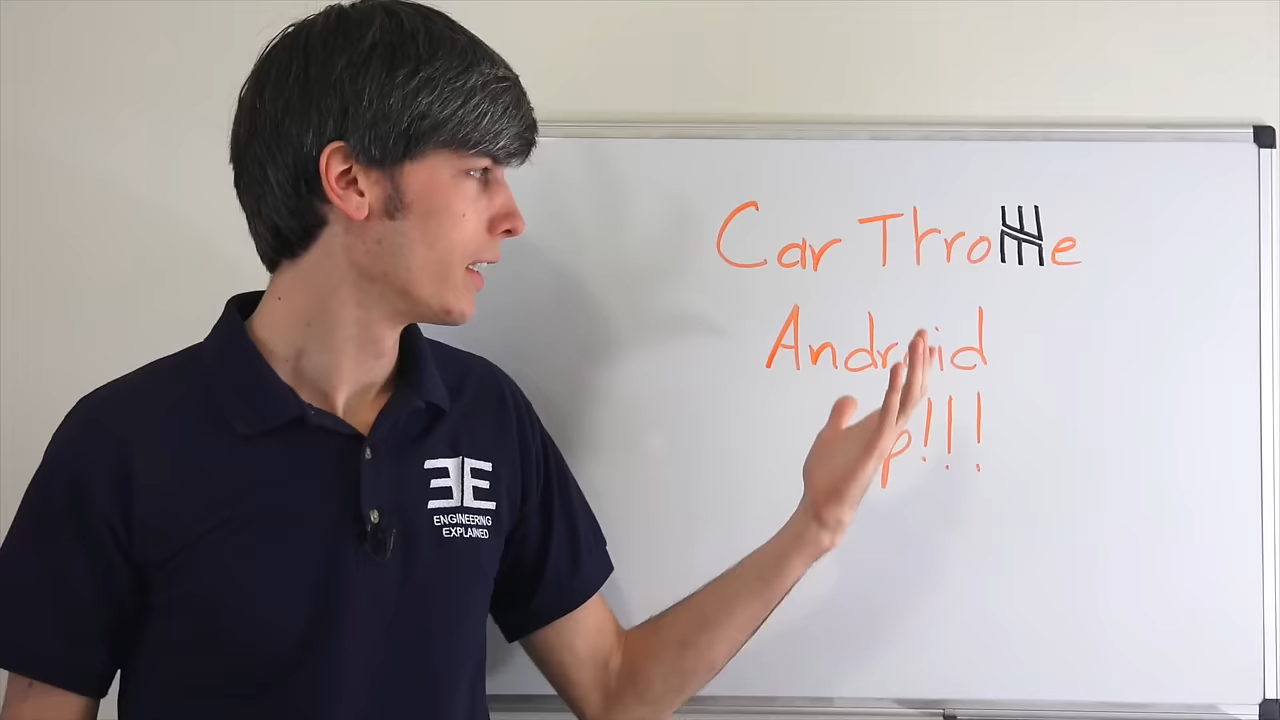 Car Throttle
Android
p!!!
ENGINEERING
EXPLAINED